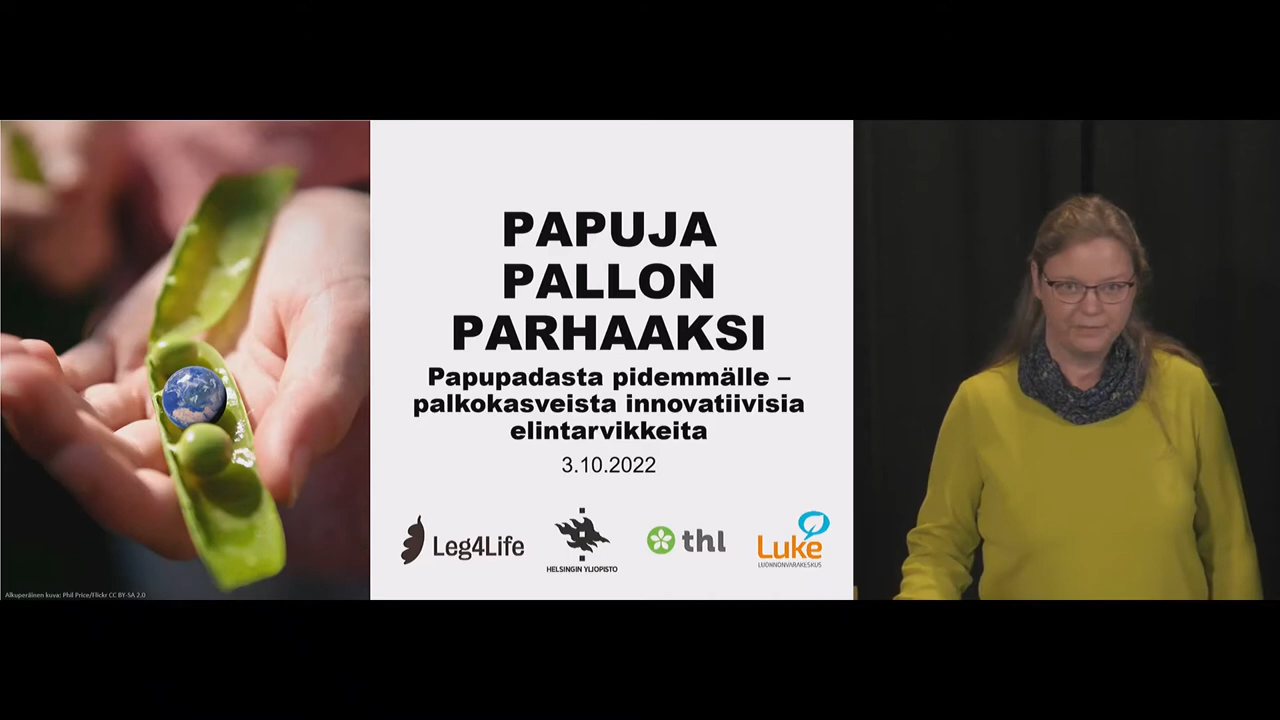 PAPUJA
PALLON
PARHAAKSI
Papupadasta pidemmälle –
palkokasveista innovatiivisia
elintarvikkeita
3.10.2022
Leg4Life
HELSINGIN YLIOPISTO
thl
Luke
LUONNONVARAKESKUS
Alkuperäinen kuva: Phil Price/Flickr CC BY-SA 2.0